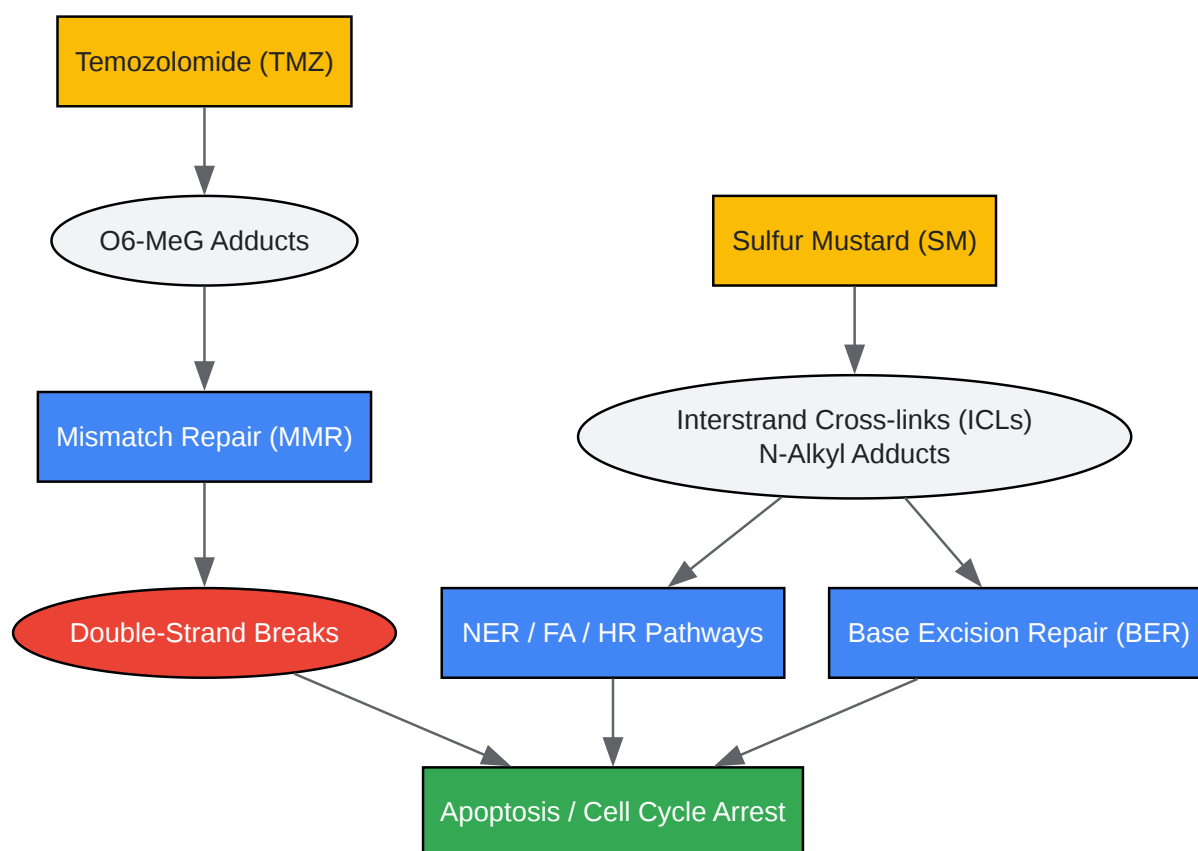 Temozolomide (TMZ)
O6-MeG Adducts
Sulfur Mustard (SM)
Mismatch Repair (MMR)
Interstrand Cross-links (ICLs)
N-Alkyl Adducts
Double-Strand Breaks
NER / FA / HR Pathways
Base Excision Repair (BER)
Apoptosis / Cell Cycle Arrest